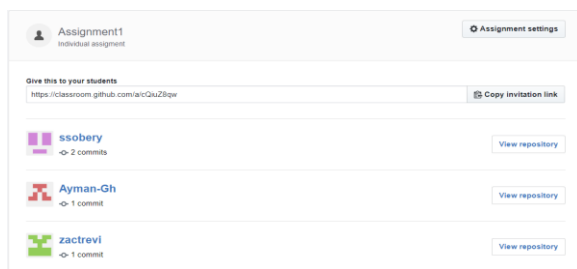 Assignment1
Assignment settings
Individual assigment
Give this to your students
https://classroom.github.com/a/cQiuZ8qw
Copy invitation link
ssobery
2 commits
View repository
Ayman-Gh
1 commit
View repository
zactrevi
1 commit
View repository